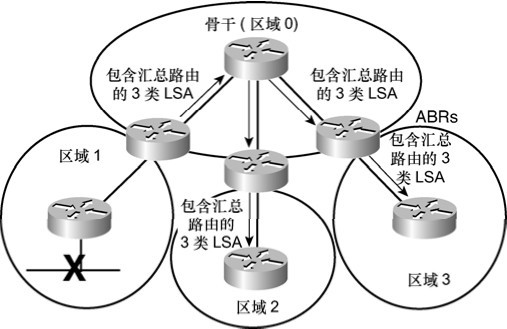 骨干 ( 区域 0)
包含汇总路由
的 3 类 LSA
包含汇总路由
的 3 类 LSA
ABRs
包含汇总
路由的 3
类 LSA
区域 1
包含汇总
路由的
3 类 LSA
X
区域 2
区域 3